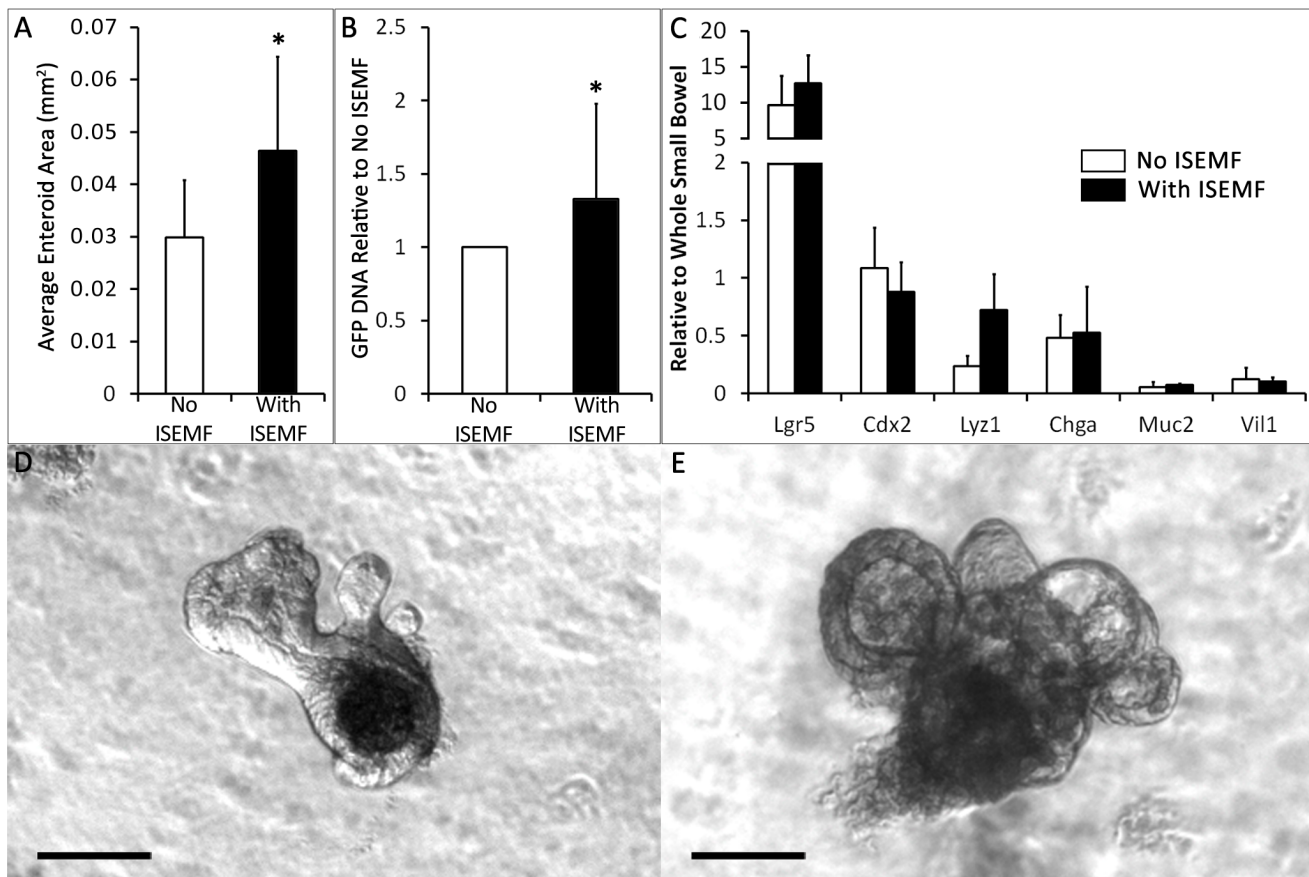 A
Average Enteroid Area (mm²)
0.07
0.06
0.05
0.04
0.03
0.02
0.01
0
*
No
ISEMF
With
ISEMF
B
GFP DNA Relative to No ISEMF
2.5
2
1.5
1
0.5
0
*
No
ISEMF
With
ISEMF
C
Relative to Whole Small Bowel
20
15
10
5
2
1.5
1
0.5
0
No ISEMF
With ISEMF
Lgr5 Cdx2 Lyz1 Chga Muc2 Vil1
D
E